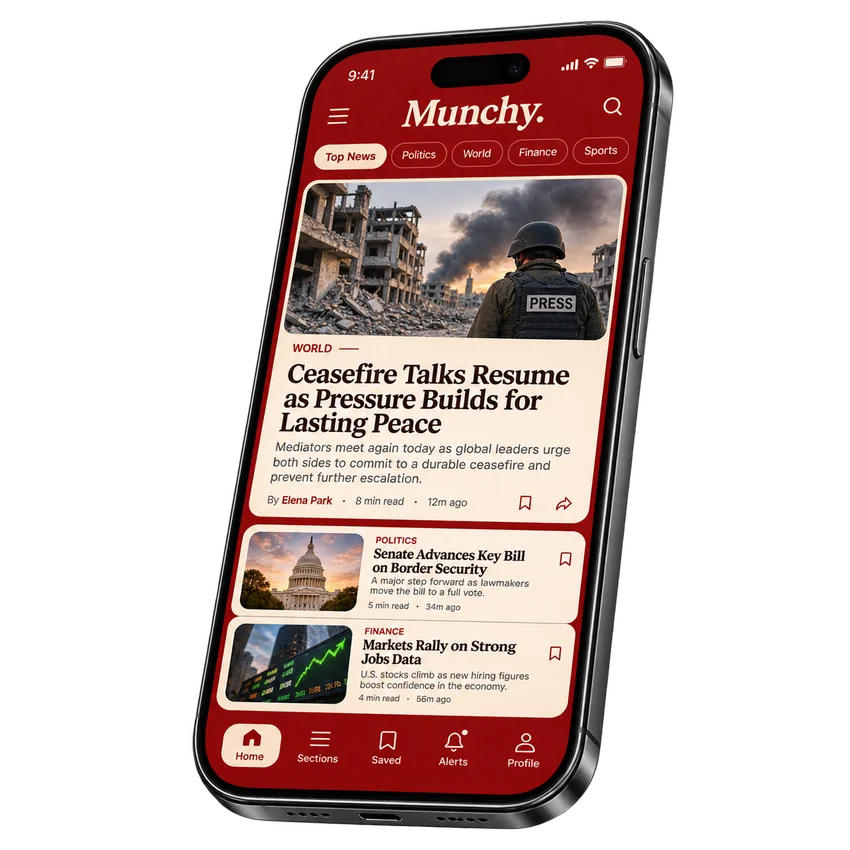 9:41
Munchy.
Top News
Politics
World
Finance
Sports
PRESS
WORLD
Ceasefire Talks Resume
as Pressure Builds for
Lasting Peace
Mediators meet again today as global leaders urge
both sides to commit to a durable ceasefire and
prevent further escalation.
By Elena Park • 8 min read • 12m ago
POLITICS
Senate Advances Key Bill
on Border Security
A major step forward as lawmakers
move the bill to a full vote.
5 min read • 34m ago
FINANCE
Markets Rally on Strong
Jobs Data
U.S. stocks climb as new hiring figures
boost confidence in the economy.
4 min read • 56m ago
Home
Sections
Saved
Alerts
Profile